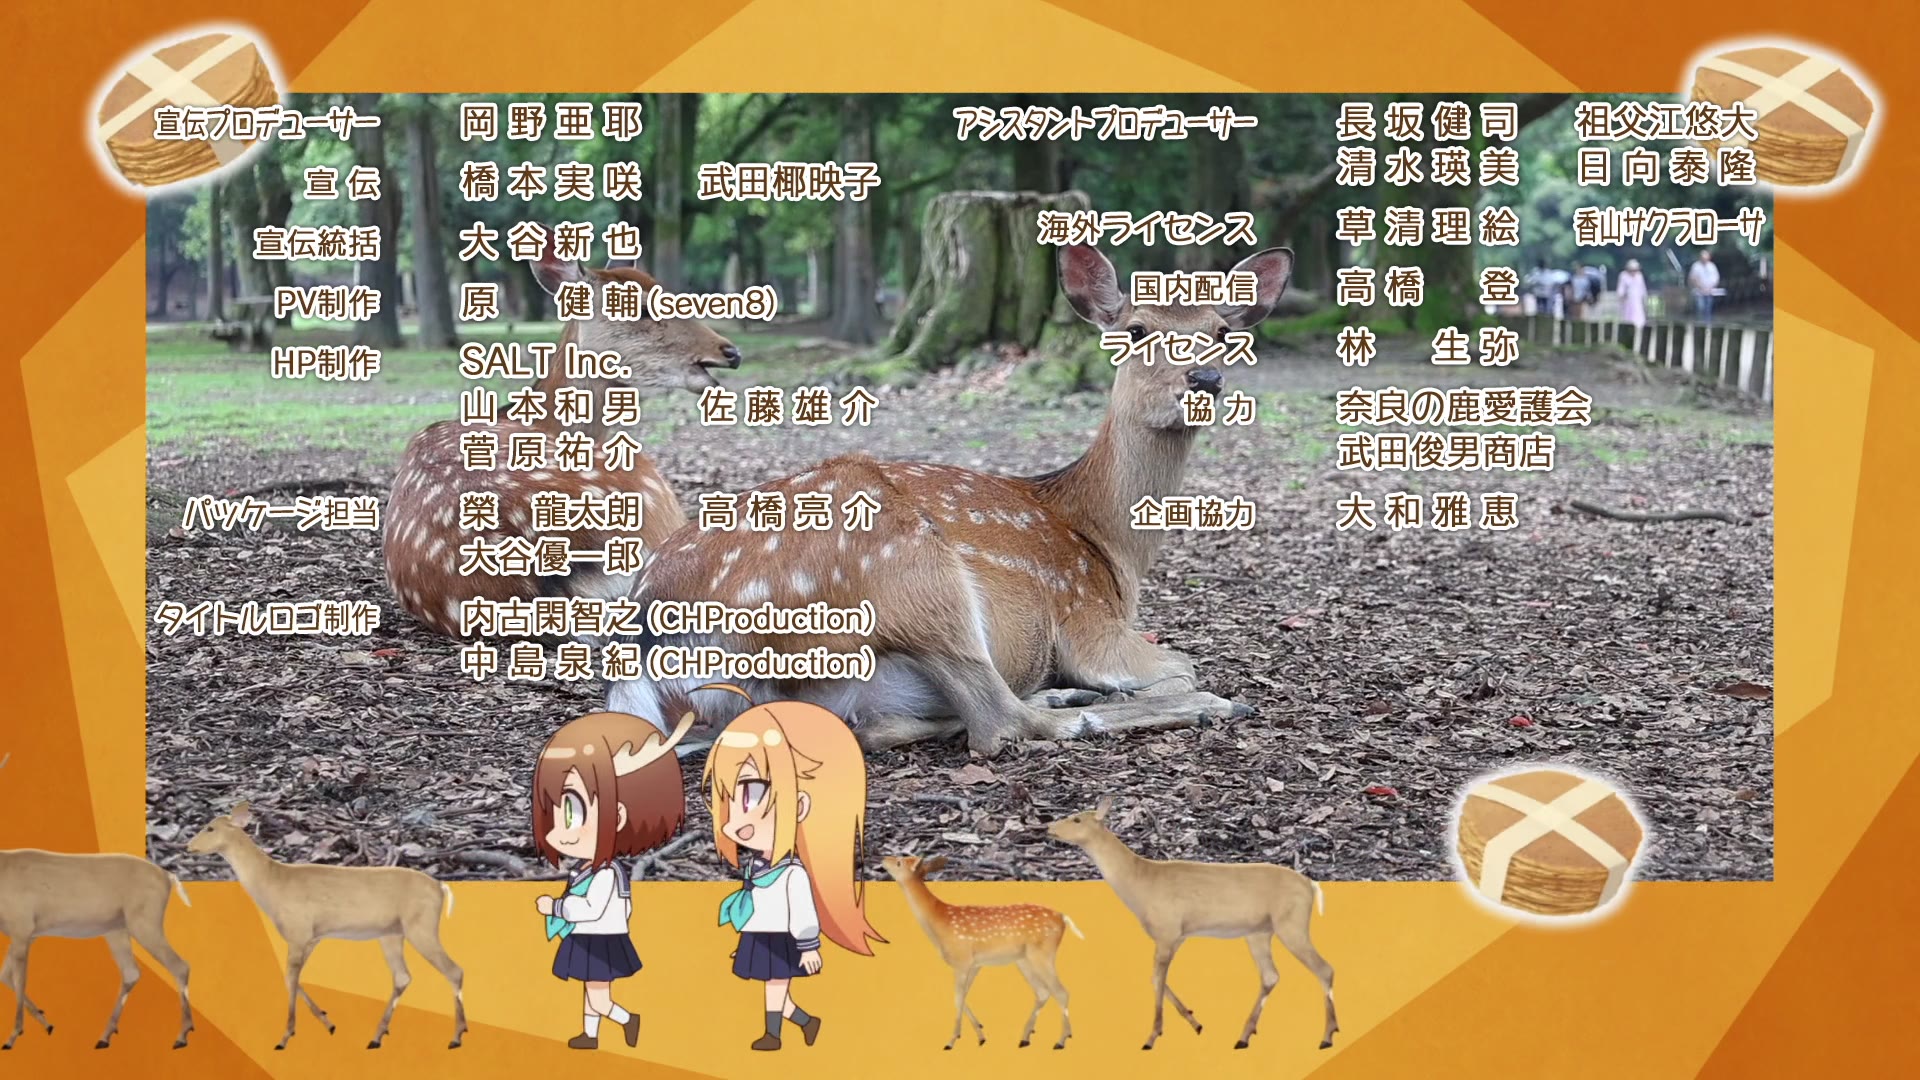 宣伝プロデューサー 岡野亜耶
宣伝 橋本実咲 武田椰映子
宣伝統括 大谷新也
PV制作 原 健輔(seven8)
HP制作 SALT Inc.
山本和男 佐藤雄介
菅原祐介
パッケージ担当 榮 龍太朗 高橋亮介
大谷優一郎
タイトルロゴ制作 内古閑智之(CHProduction)
中島泉紀(CHProduction)
アシスタントプロデューサー 長坂健司 祖父江悠大
清水瑛美 日向泰隆
海外ライセンス 草清理絵 香山サクラローサ
国内配信 高橋 登
ライセンス 林 生弥
協力 奈良の鹿愛護会
武田俊男商店
企画協力 大和雅恵